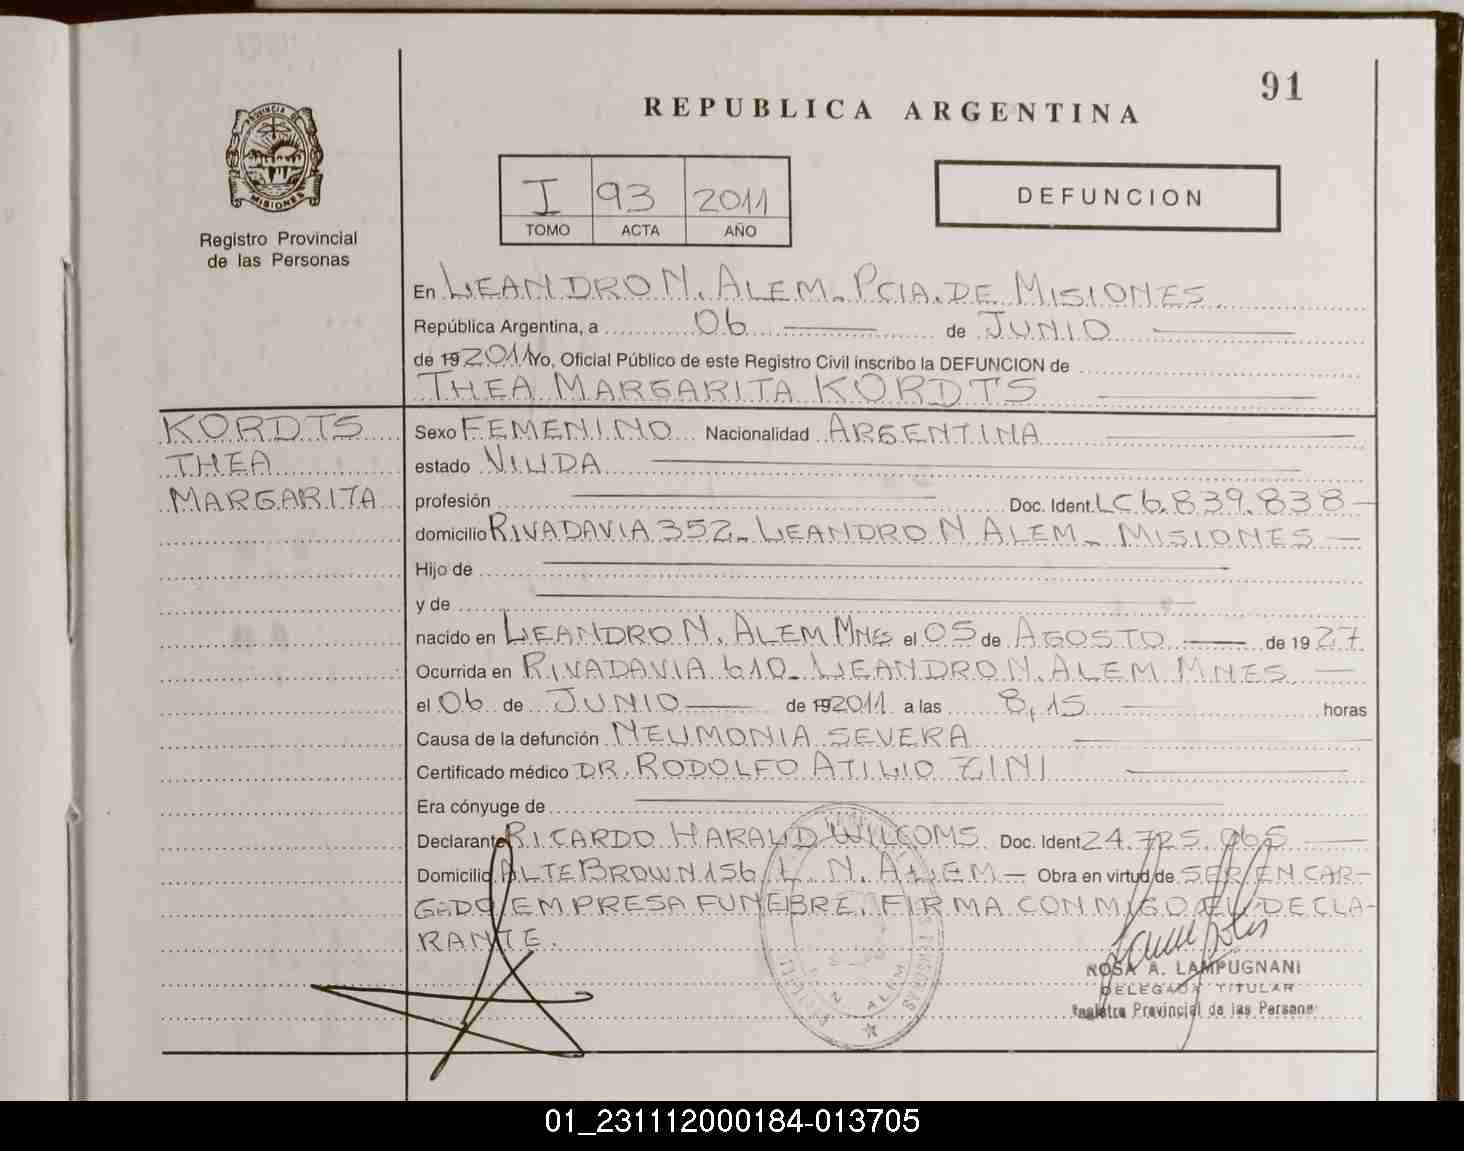 91
REPUBLICA ARGENTINA
PROVINCIA D
MISIONES
Registro Provincial
de las Personas
I 93 2011
TOMO ACTA AÑO
DEFUNCION
En LEANDRO N. ALEM. PCIA. DE MISIONES
República Argentina, a 06 de JUNIO
de 19 2011 Yo, Oficial Público de este Registro Civil inscribo la DEFUNCION de
THEA MARGARITA KORDTS
KORDTS
THEA
MARGARITA
Sexo FEMENINO Nacionalidad ARGENTINA
estado VIUDA
profesión Doc. Ident. LC 6.839.838
domicilio RIVADAVIA 352. LEANDRO N ALEM - MISIONES
Hijo de
y de
nacido en LEANDRO N. ALEM MNES el 05 de AGOSTO de 19 27
Ocurrida en RIVADAVIA 610 - LEANDRO N. ALEM MNES
el 06 de JUNIO de 19 2011 a las 8,15 horas
Causa de la defunción NEUMONIA SEVERA
Certificado médico DR. RODOLFO ATILIO ZINI
Era cónyuge de
Declarante RICARDO HARALD WILCOMS. Doc. Ident 24.725.965
Domicilio ALTE BROWN 156 L. N. ALEM - Obra en virtud de SER ENCAR-
GADO EMPRESA FUNEBRE. FIRMA CONMIGO EL DECLA-
RANTE.
ROSA A. LAMPUGNANI
DELEGADA TITULAR
Registro Provincial de las Persona
N ALEM
01_231112000184-013705